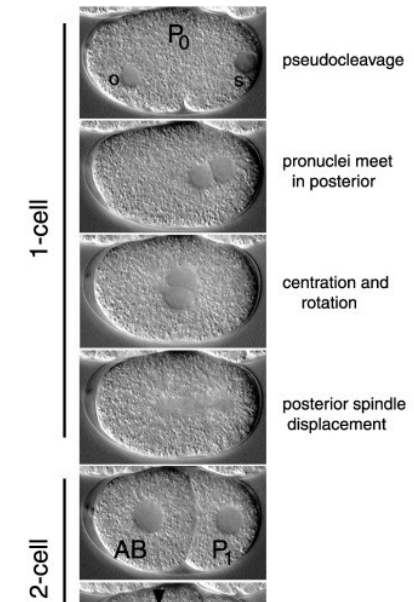 1-cell
P0
o
s
pseudocleavage
pronuclei meet
in posterior
centration and
rotation
posterior spindle
displacement
2-cell
AB
P1